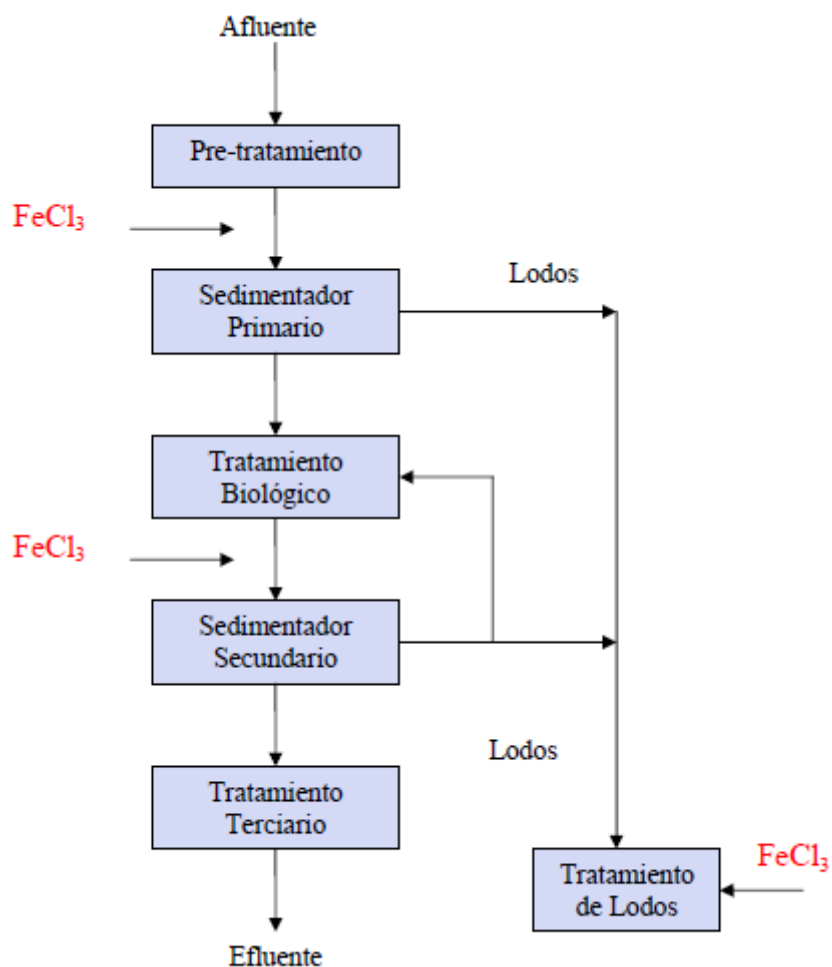 Afluente
Pre-tratamiento
FeCl₃
Sedimentador
Primario
Lodos
Tratamiento
Biológico
FeCl₃
Sedimentador
Secundario
Lodos
Tratamiento
Terciario
Tratamiento
de Lodos
FeCl₃
Efluente